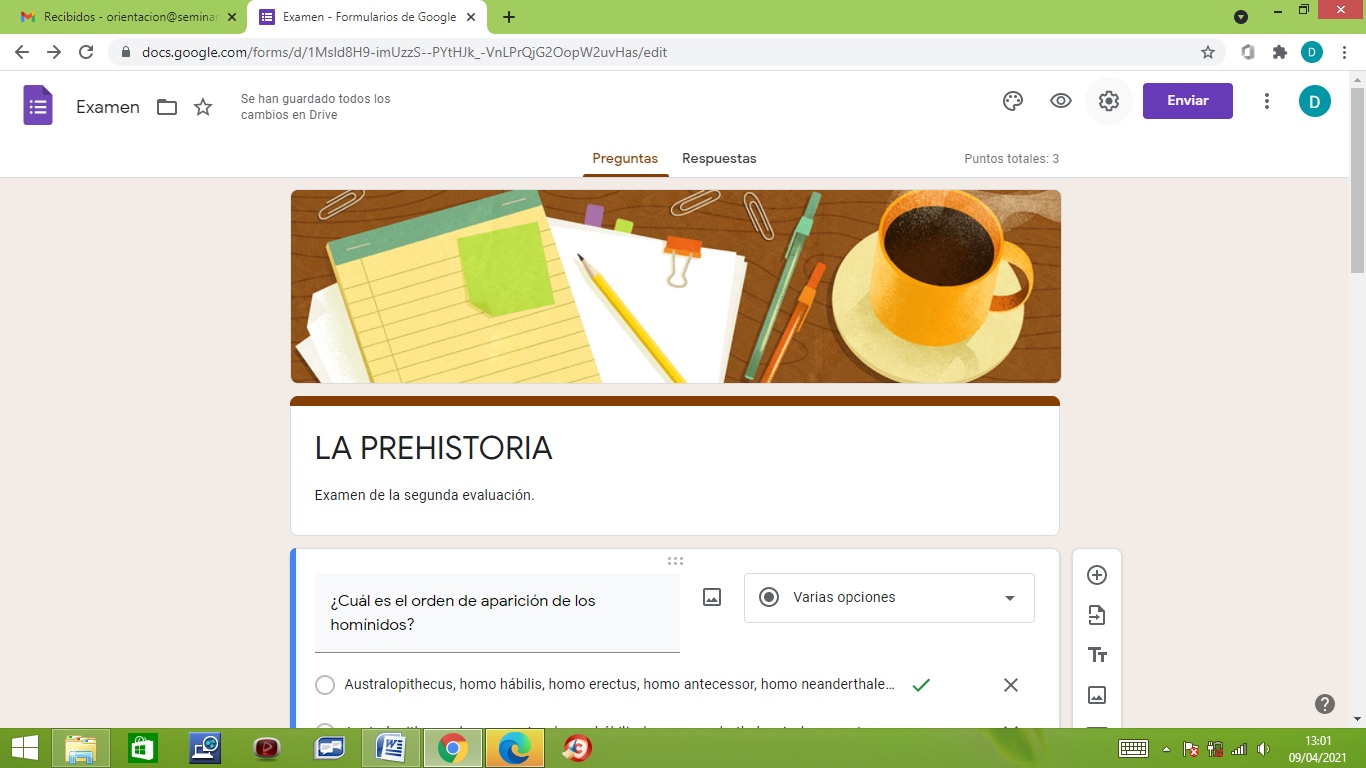 Recibidos - orientacion@semina
Examen - Formularios de Google
docs.google.com/forms/d/1Msld8H9-imUzzS--PYtHJk_-VnLPrQjG2OopW2uvHas/edit
D
Examen
Se han guardado todos los
cambios en Drive
Enviar
D
Preguntas
Respuestas
Puntos totales: 3
LA PREHISTORIA
Examen de la segunda evaluación.
¿Cuál es el orden de aparición de los
homínidos?
Varias opciones
Australopithecus, homo hábilis, homo erectus, homo antecessor, homo neanderthale...
Tt
13:01
09/04/2021